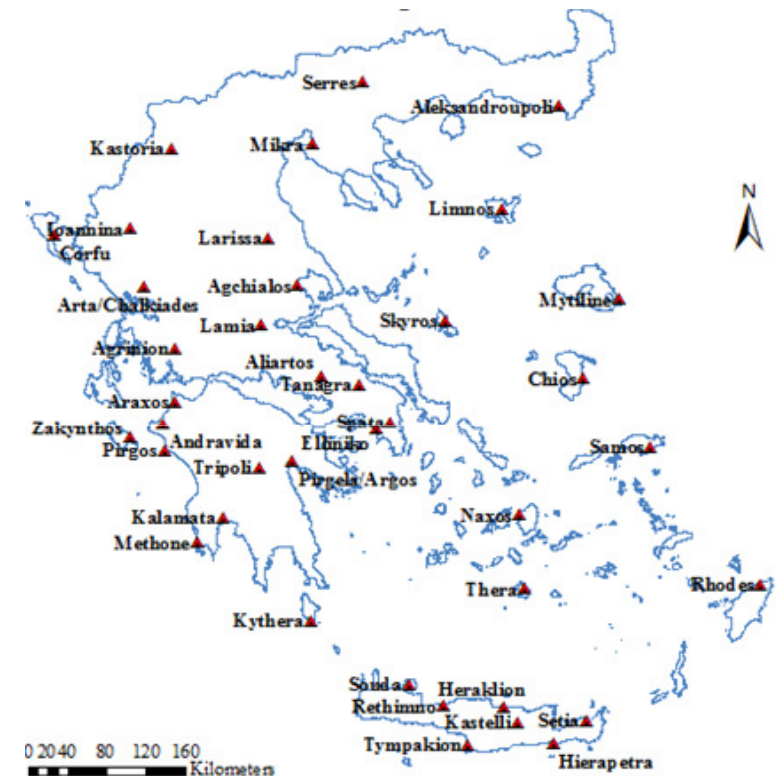 Serres
Aleksandroupoli
Kastoria
Mikra
N
Limnos
Ioannina
Larissa
Corfu
Agchialos
Arta/Chalkiades
Mytiline
Lamia
Skyros
Agrinion
Aliartos
Tanagra
Chios
Araxos
Zakynthos
Spata
Andravida
Elliniko
Pirgos
Samos
Tripoli
Pirgela/Argos
Kalamata
Naxos
Methone
Thera
Rhodes
Kythera
Souda
Heraklion
Rethimno
Kastelli
Setia
Tympakion
Hierapetra
0 20 40 80 120 160
Kilometers